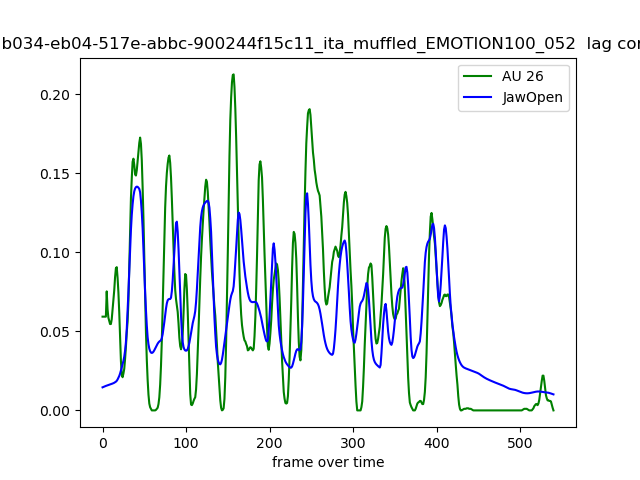 b034-eb04-517e-abbc-900244f15c11_ita_muffled_EMOTION100_052 lag
AU 26
JawOpen
0.20
0.15
0.10
0.05
0.00
0 100 200 300 400 500
frame over time